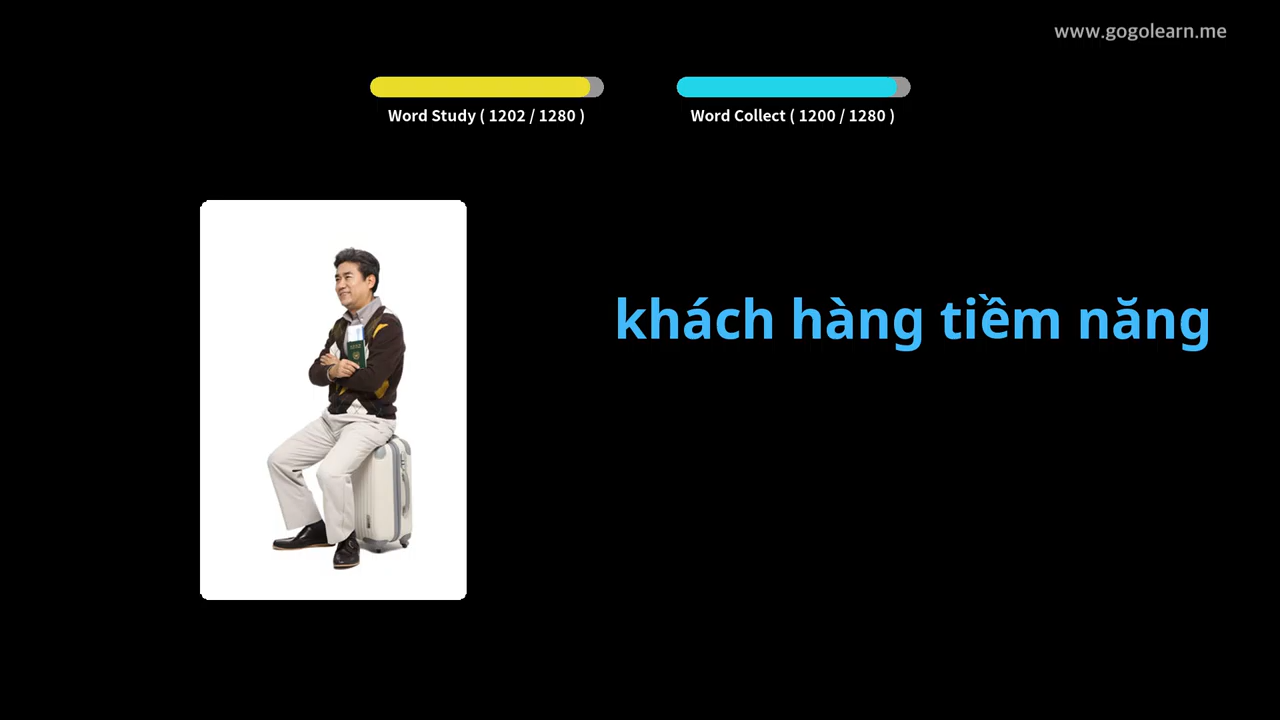 www.gogolearn.me
Word Study ( 1202 / 1280 )
Word Collect ( 1200 / 1280 )
khách hàng tiềm năng